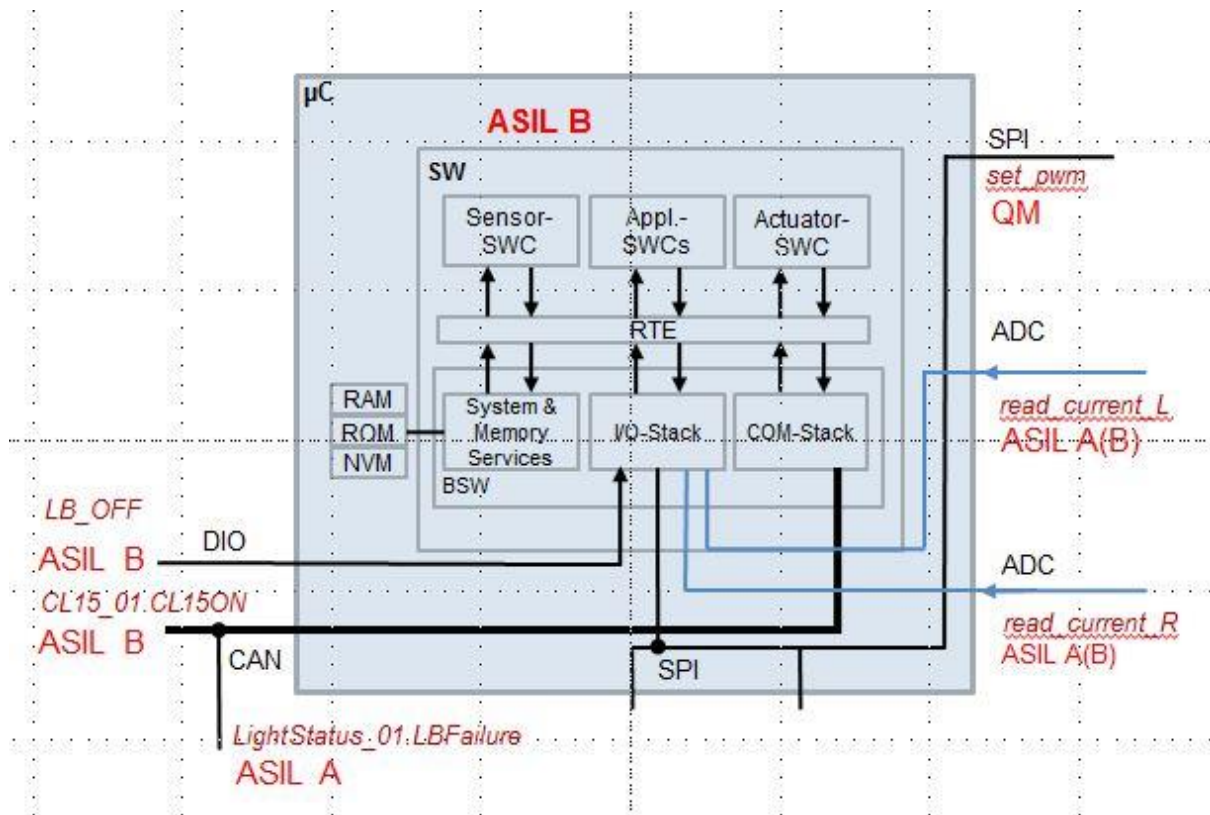 µC
ASIL B
SW
Sensor-
SWC
Appl.-
SWCs
Actuator-
SWC
RTE
RAM
ROM
NVM
System &
Memory
Services
I/O-Stack
COM-Stack
BSW
SPI
set_pwm
QM
ADC
read_current_L
ASIL A(B)
ADC
read_current_R
ASIL A(B)
LB_OFF
ASIL B
DIO
CL15_01.CL15ON
ASIL B
CAN
SPI
LightStatus_01.LBFailure
ASIL A